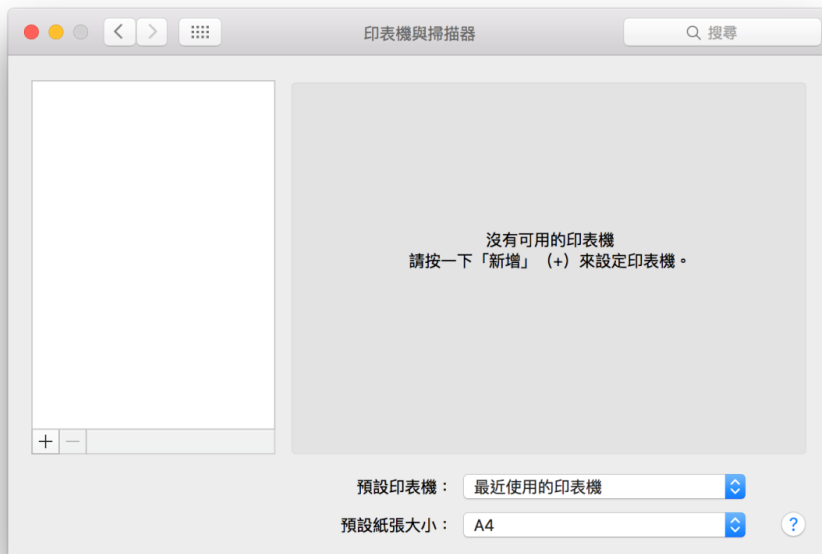 印表機與掃描器
搜尋
沒有可用的印表機
請按一下「新增」（+）來設定印表機。
預設印表機：
最近使用的印表機
預設紙張大小：
A4
?